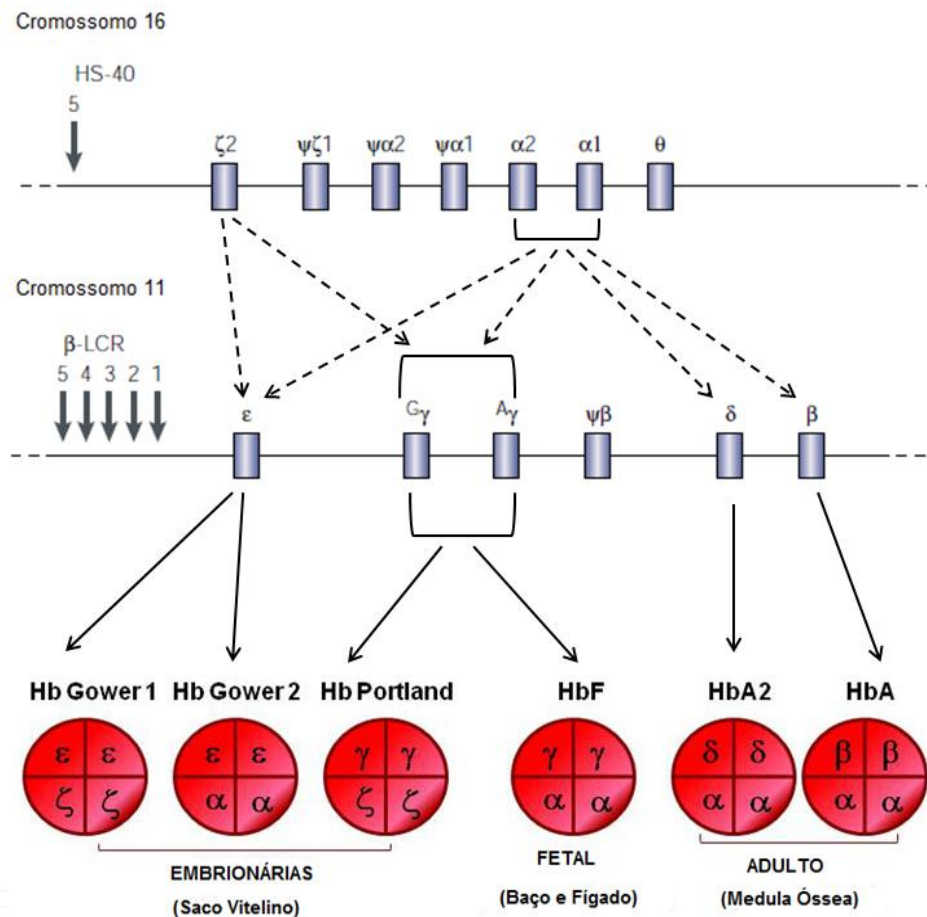 Cromossomo 16
HS-40
5
ζ2 ψζ1 ψα2 ψα1 α2 α1 θ
Cromossomo 11
β-LCR
5 4 3 2 1
ε Gγ Aγ ψβ δ β
Hb Gower 1 Hb Gower 2 Hb Portland HbF HbA2 HbA
ε ε ε ε γ γ γ γ δ δ β β
ζ ζ α α ζ ζ α α α α α α
EMBRIONÁRIAS FETAL ADULTO
(Saco Vitelino) (Baço e Fígado) (Medula Óssea)